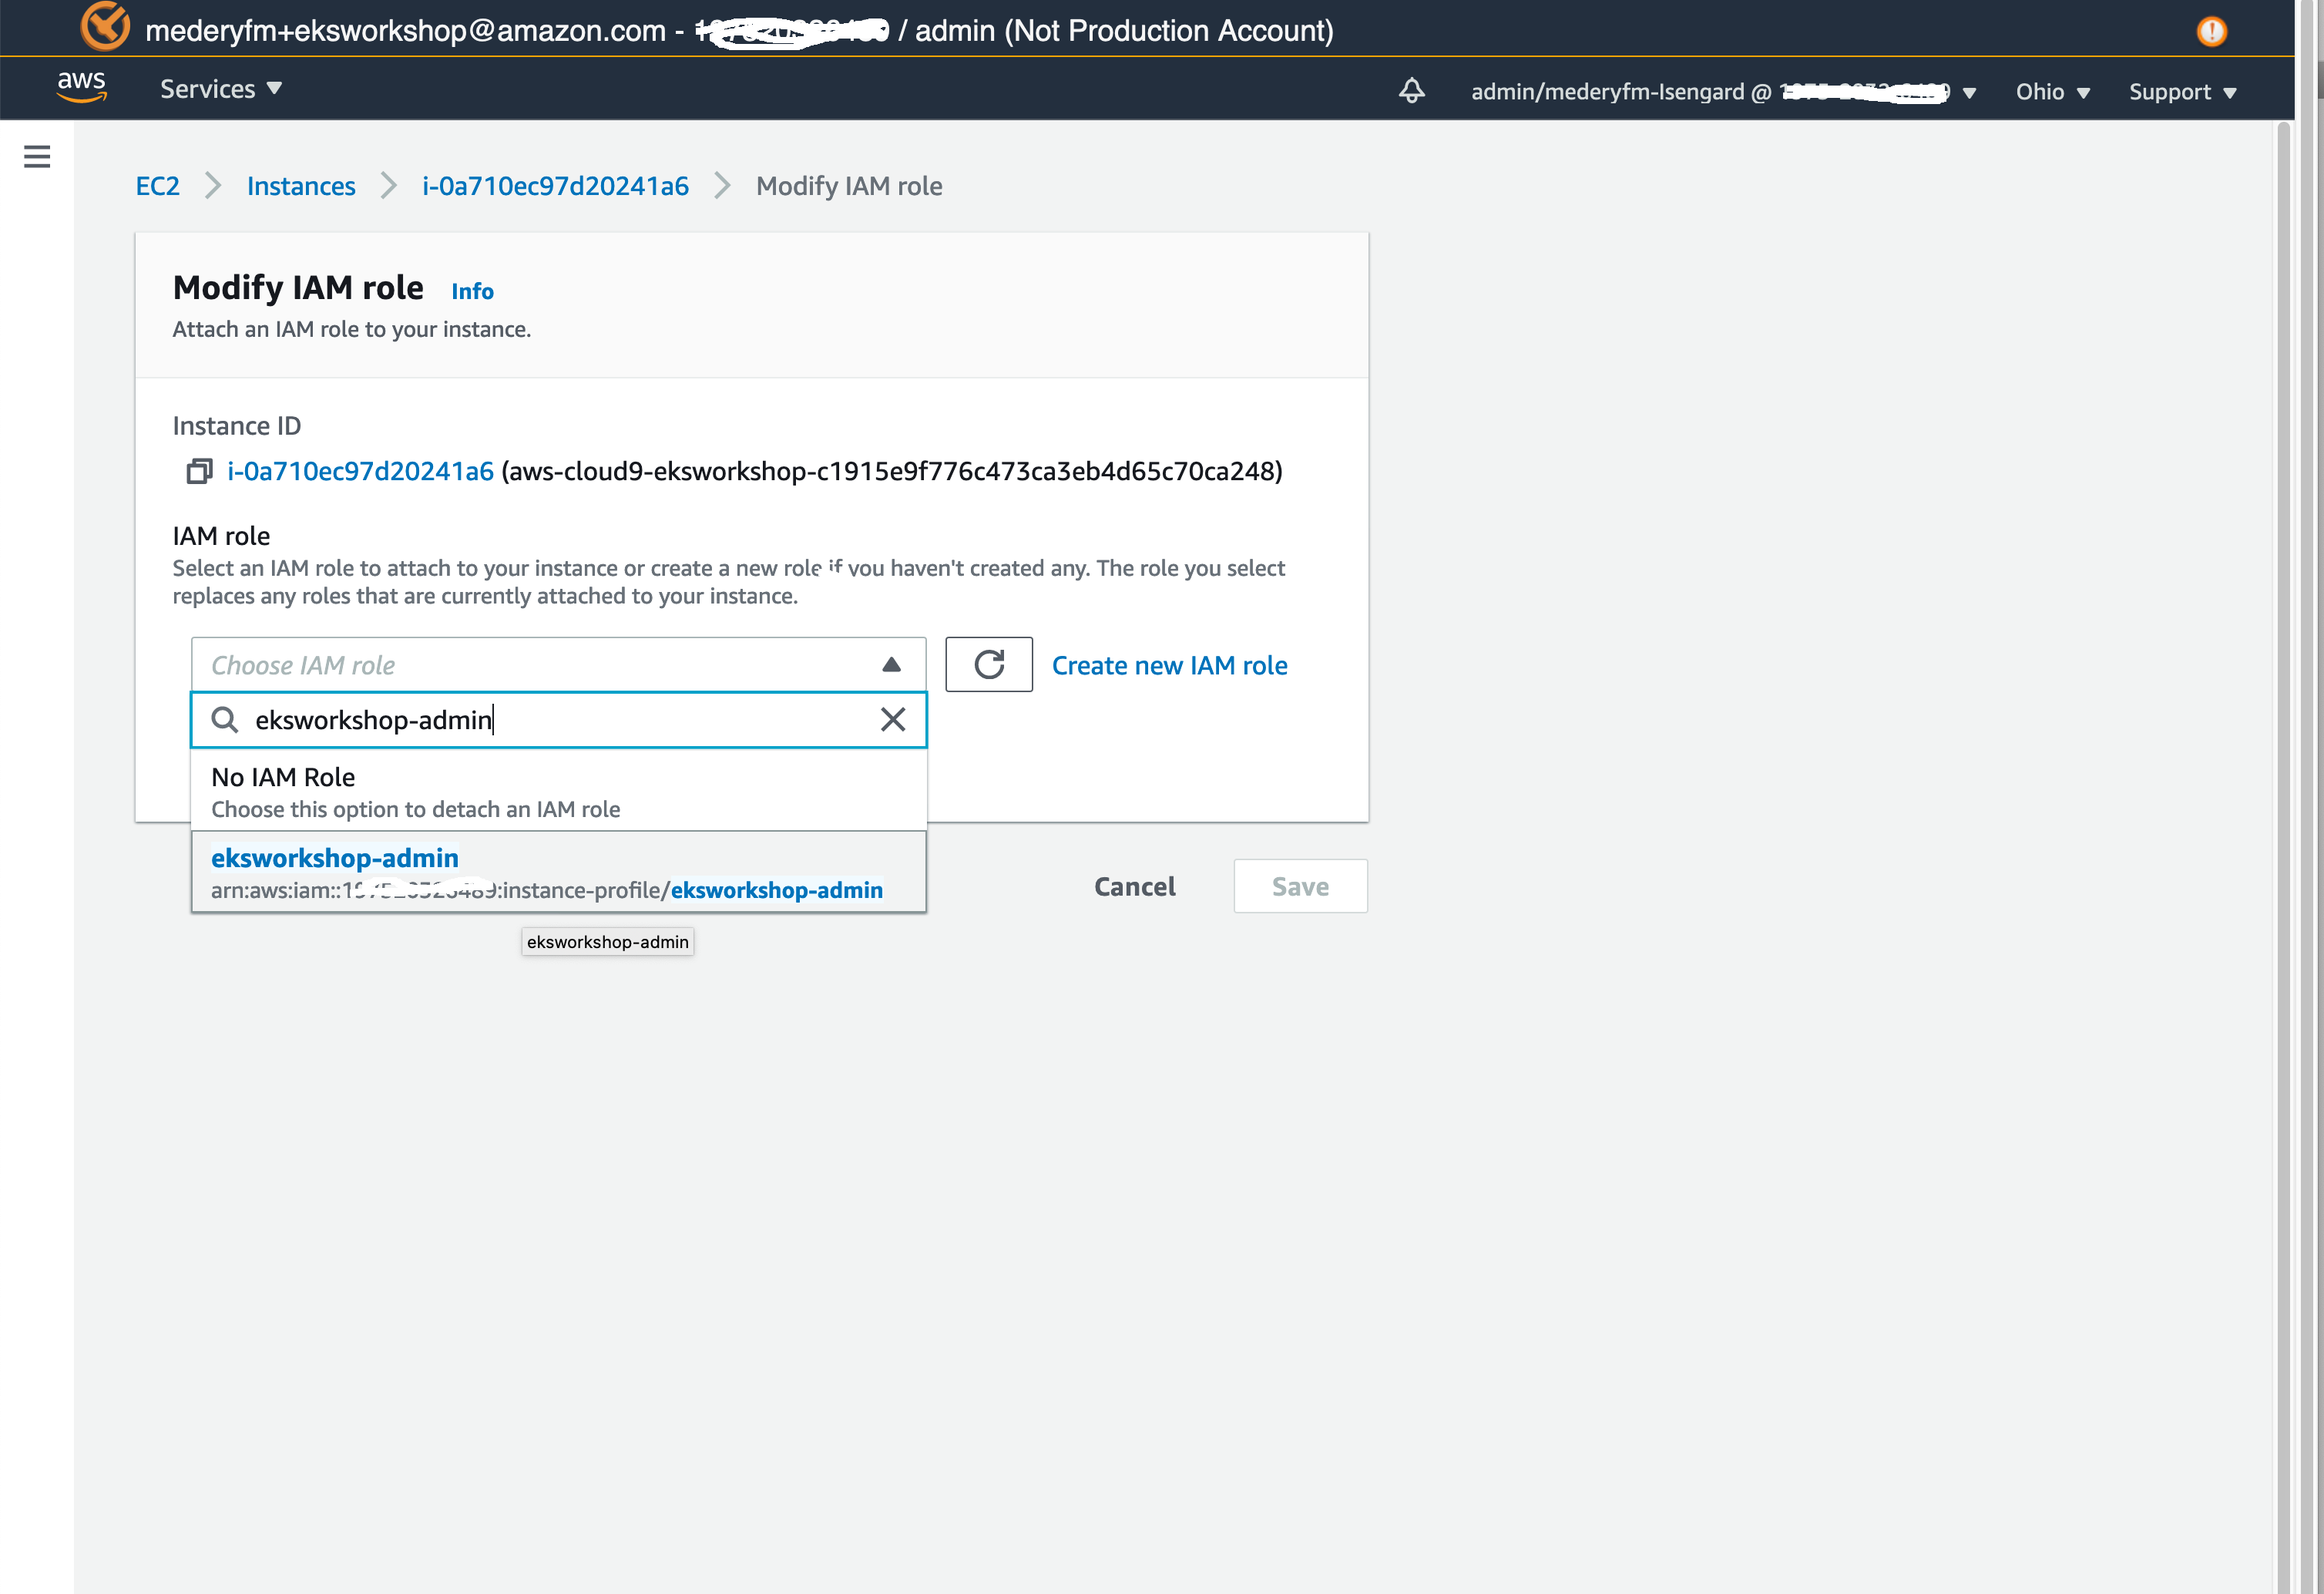 mederyfm+eksworkshop@amazon.com - / admin (Not Production Account)
aws Services admin/mederyfm-Isengard @ Ohio Support
EC2 Instances i-0a710ec97d20241a6 Modify IAM role
Modify IAM role Info
Attach an IAM role to your instance.
Instance ID
i-0a710ec97d20241a6 (aws-cloud9-eksworkshop-c1915e9f776c473ca3eb4d65c70ca248)
IAM role
Select an IAM role to attach to your instance or create a new role if you haven't created any. The role you select
replaces any roles that are currently attached to your instance.
Choose IAM role Create new IAM role
eksworkshop-admin
No IAM Role
Choose this option to detach an IAM role
eksworkshop-admin
arn:aws:iam:: :instance-profile/eksworkshop-admin
Cancel Save
eksworkshop-admin